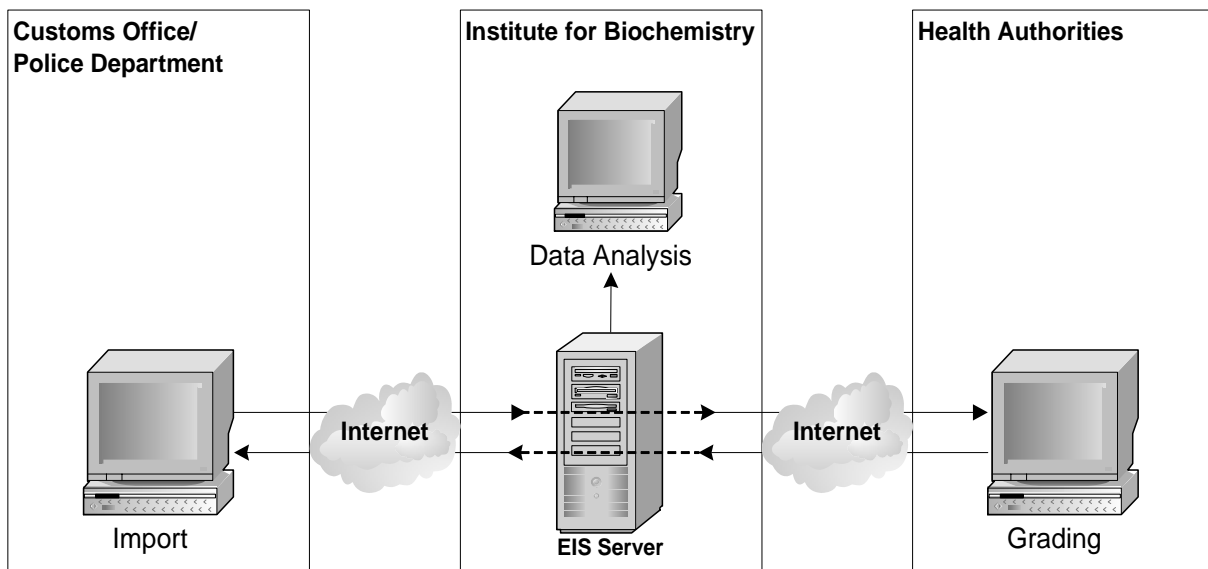 Customs Office/
Police Department
Institute for Biochemistry
Health Authorities
Data Analysis
Internet
Internet
Import
EIS Server
Grading